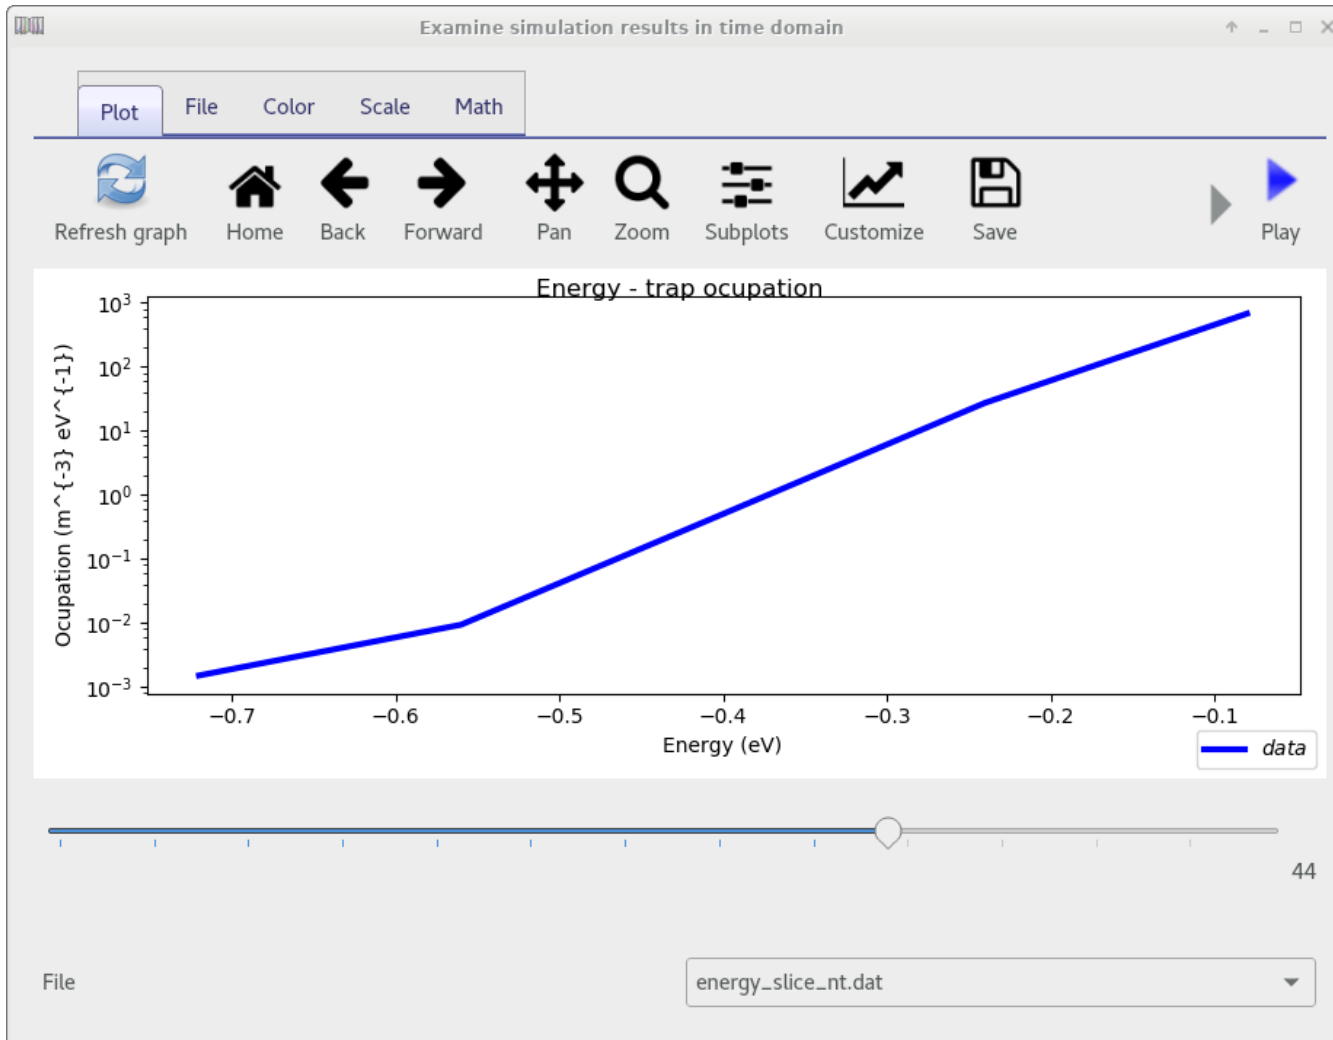 Examine simulation results in time domain
Plot File Color Scale Math
Refresh graph Home Back Forward Pan Zoom Subplots Customize Save Play
Energy - trap ocupation
Ocupation (m^{-3} eV^{-1})
10³
10²
10¹
10⁰
10⁻¹
10⁻²
10⁻³
−0.7 −0.6 −0.5 −0.4 −0.3 −0.2 −0.1
Energy (eV)
data
44
File energy_slice_nt.dat